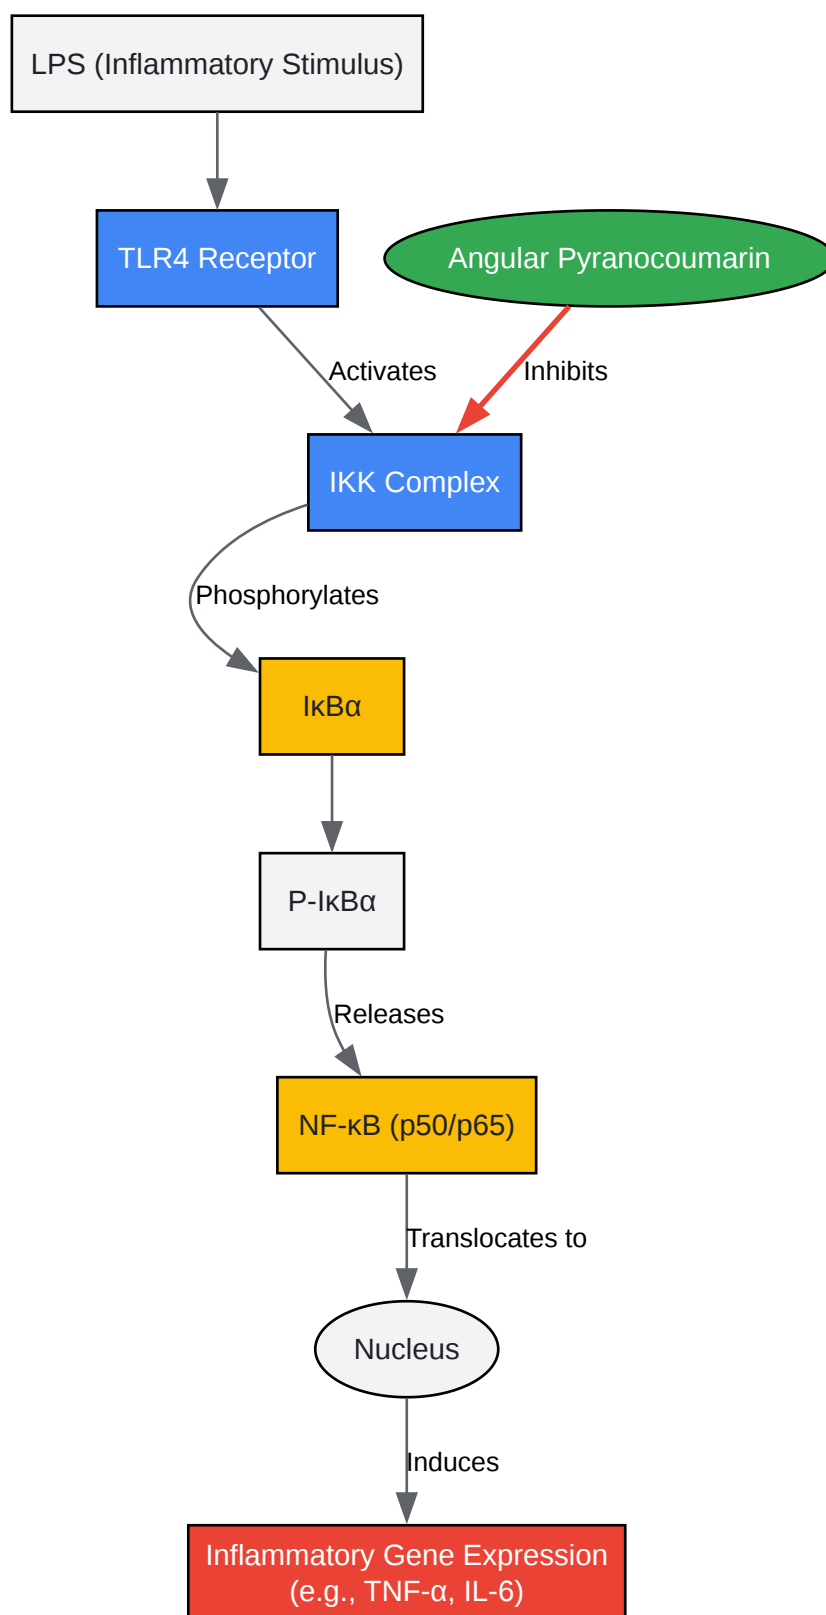 LPS (Inflammatory Stimulus)
TLR4 Receptor
Angular Pyranocoumarin
Activates
Inhibits
IKK Complex
Phosphorylates
IκBα
P-IκBα
Releases
NF-κB (p50/p65)
Translocates to
Nucleus
Induces
Inflammatory Gene Expression
(e.g., TNF-α, IL-6)